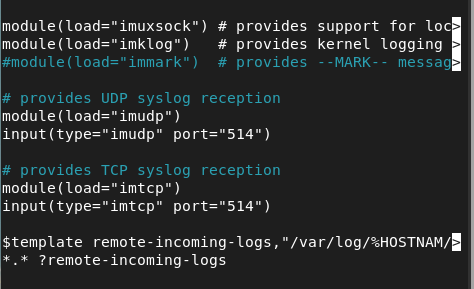 module(load="imuxsock") # provides support for loc>
module(load="imklog")   # provides kernel logging >
#module(load="immark")  # provides --MARK-- messag>
# provides UDP syslog reception
module(load="imudp")
input(type="imudp" port="514")
# provides TCP syslog reception
module(load="imtcp")
input(type="imtcp" port="514")
$template remote-incoming-logs,"/var/log/%HOSTNAM/>
*.* ?remote-incoming-logs